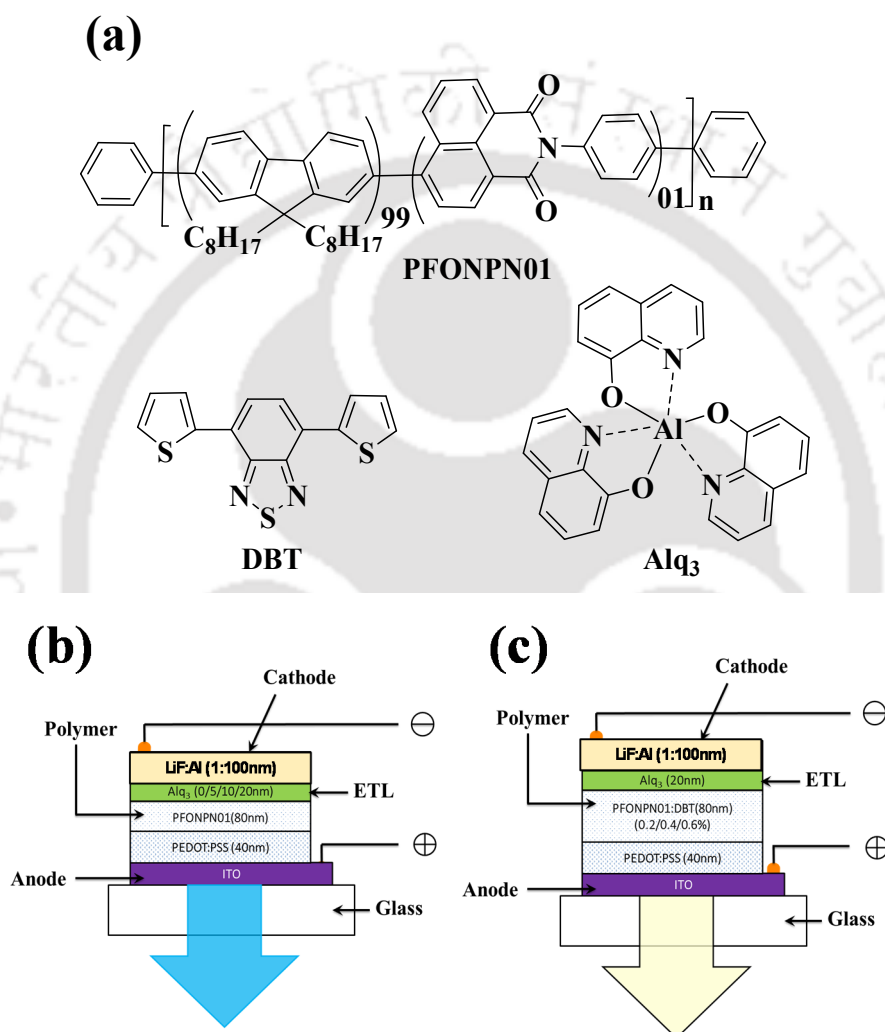 (a)
भारतीय प्रौद्योगिकी संस्थान
O
N
O
C₈H₁₇ C₈H₁₇ 99 01 n
PFONPN01
S S
N N
S
DBT
N
O O
N Al
N
O
Alq₃
(b)
Cathode
Polymer
LiF:Al (1:100nm)
Alq₃ (0/5/10/20nm)
ETL
PFONPN01(80nm)
PEDOT:PSS (40nm)
Anode
ITO
Glass
(c)
Cathode
Polymer
LiF:Al (1:100nm)
Alq₃ (20nm)
ETL
PFONPN01:DBT(80nm)
(0.2/0.4/0.6%)
PEDOT:PSS (40nm)
Anode
ITO
Glass